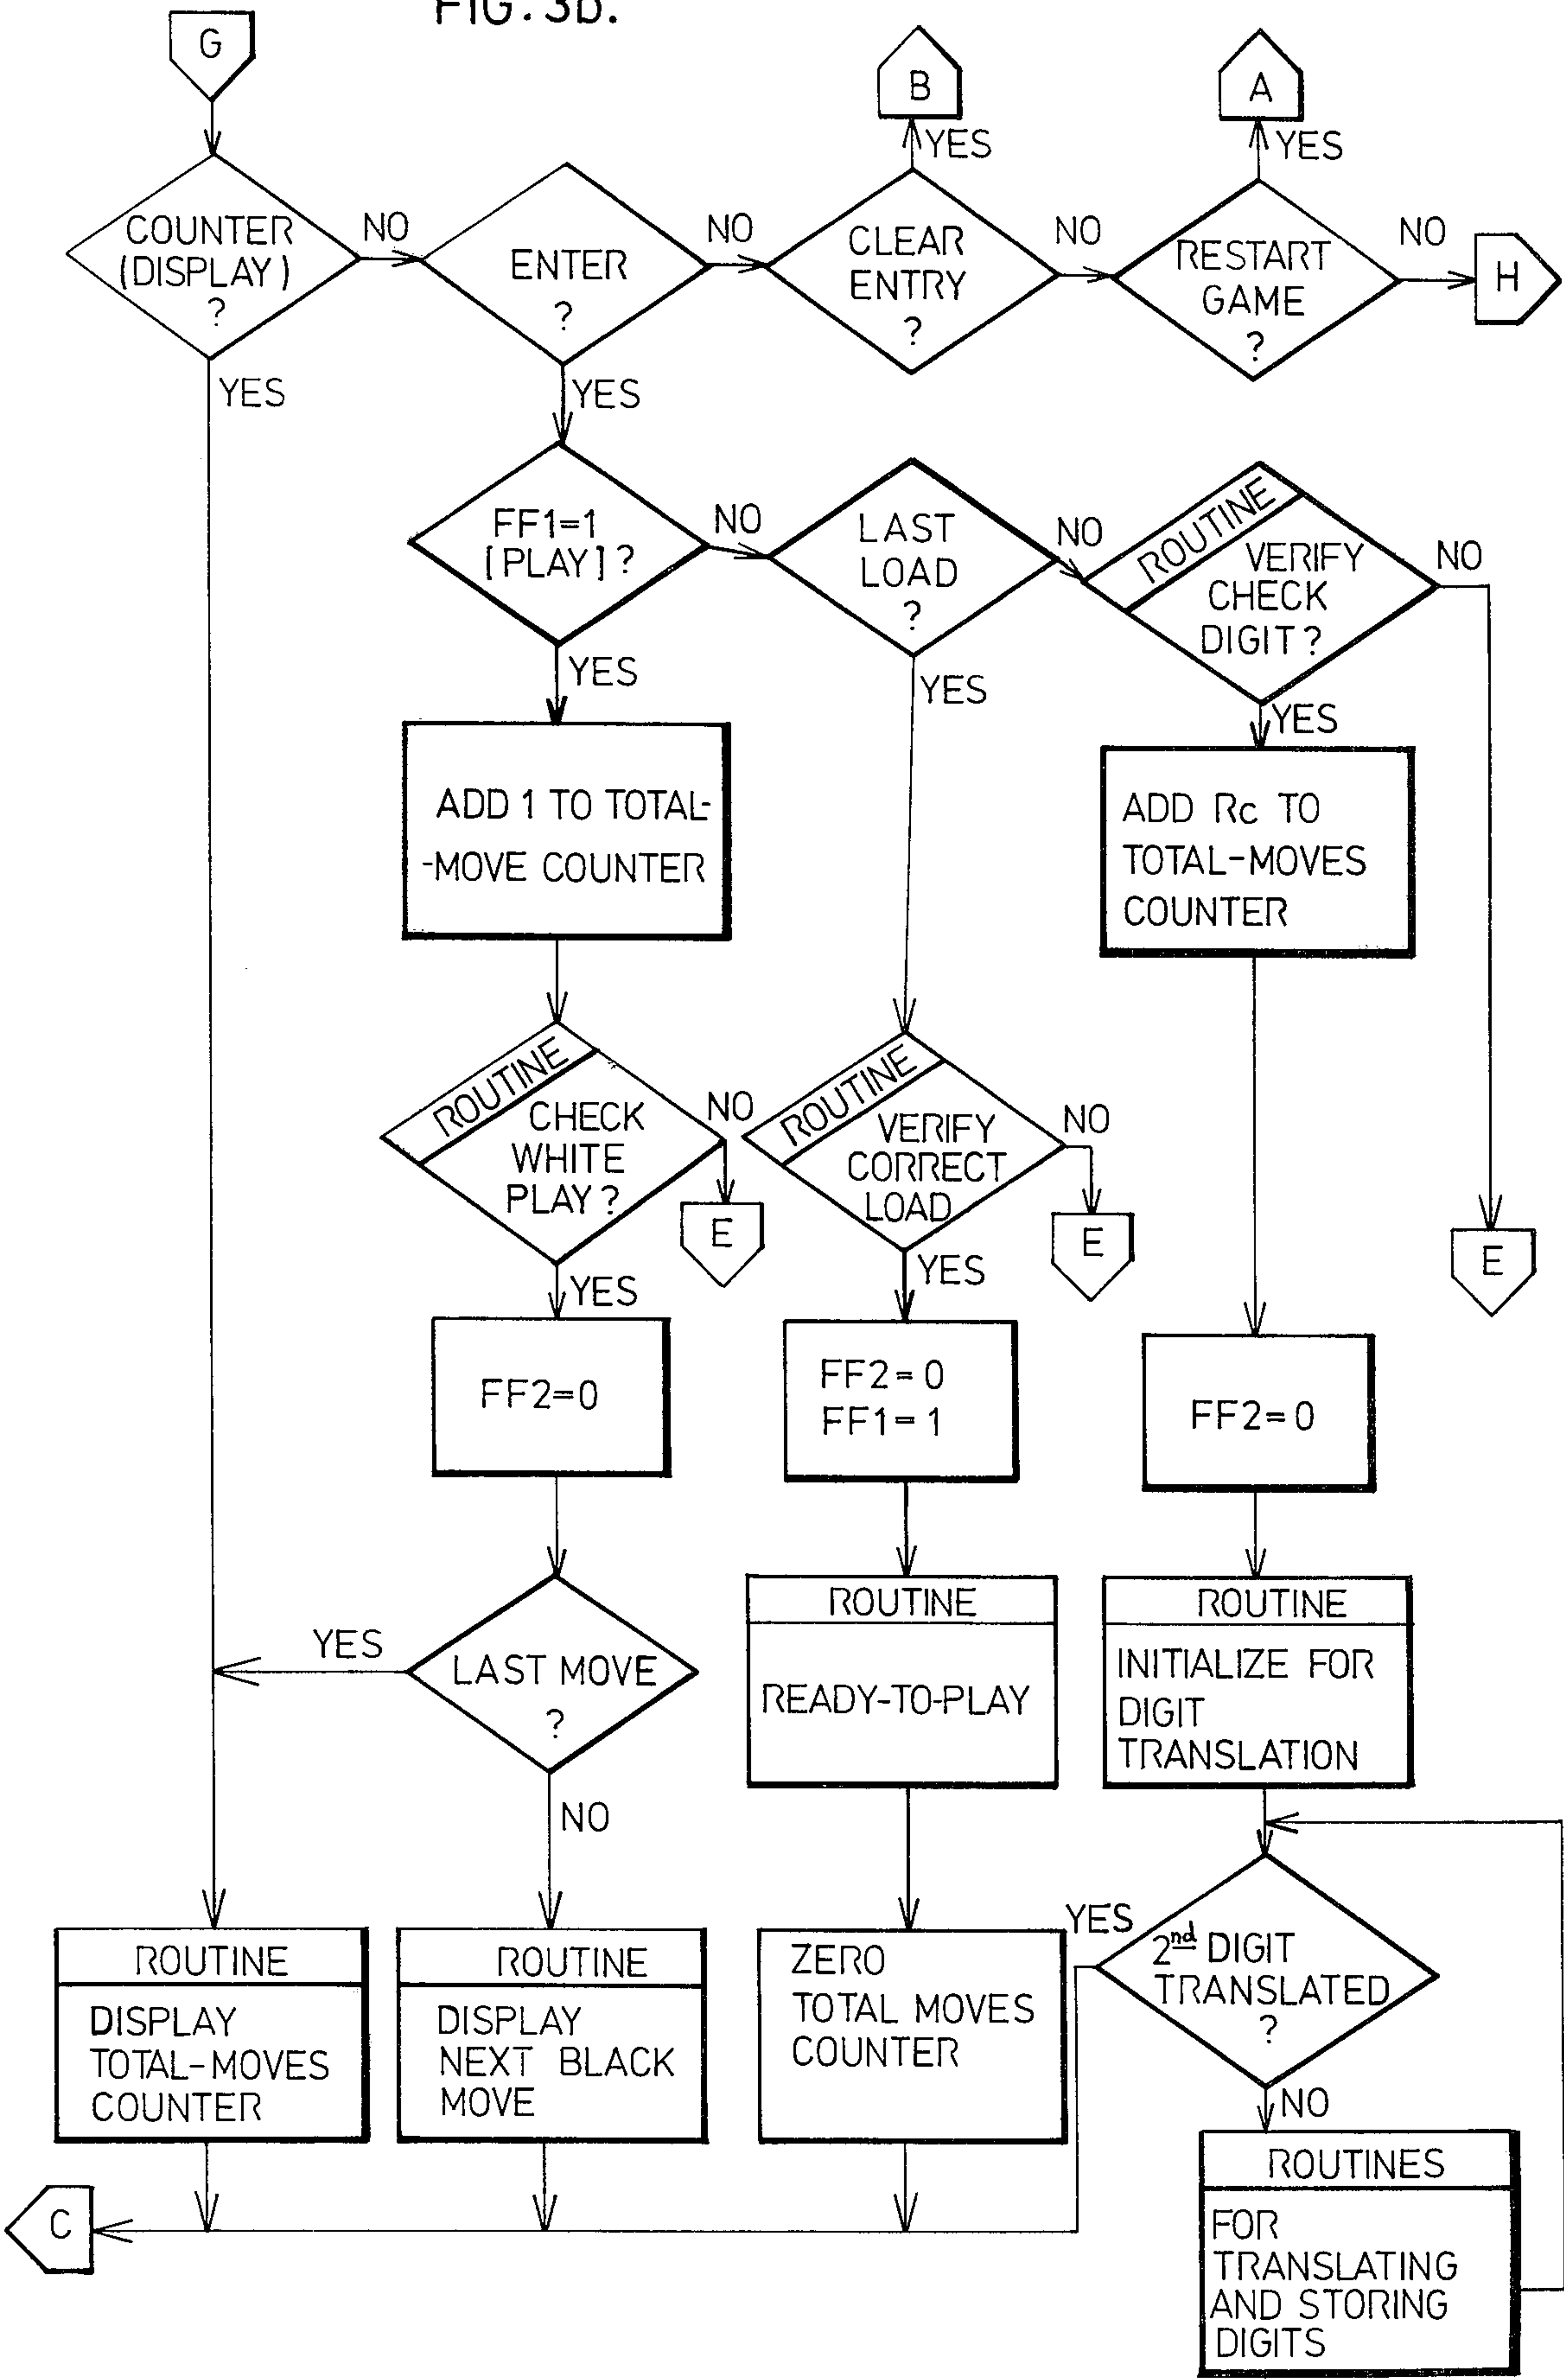 FIG. 3b.
G
B
A
YES
YES
COUNTER
(DISPLAY)
?
NO
ENTER
?
NO
CLEAR
ENTRY
?
NO
RESTART
GAME
?
NO
H
YES
YES
FF1=1
[PLAY]?
NO
LAST
LOAD
?
NO
ROUTINE
VERIFY
CHECK
DIGIT?
NO
YES
YES
YES
ADD 1 TO TOTAL-
-MOVE COUNTER
ADD Rc TO
TOTAL-MOVES
COUNTER
ROUTINE
CHECK
WHITE
PLAY?
NO
E
ROUTINE
VERIFY
CORRECT
LOAD
NO
E
E
YES
YES
FF2=0
FF2=0
FF1=1
FF2=0
YES
LAST MOVE
?
NO
ROUTINE
READY-TO-PLAY
ROUTINE
INITIALIZE FOR
DIGIT
TRANSLATION
ROUTINE
DISPLAY
TOTAL-MOVES
COUNTER
ROUTINE
DISPLAY
NEXT BLACK
MOVE
ZERO
TOTAL MOVES
COUNTER
YES
2nd DIGIT
TRANSLATED
?
NO
C
ROUTINES
FOR
TRANSLATING
AND STORING
DIGITS